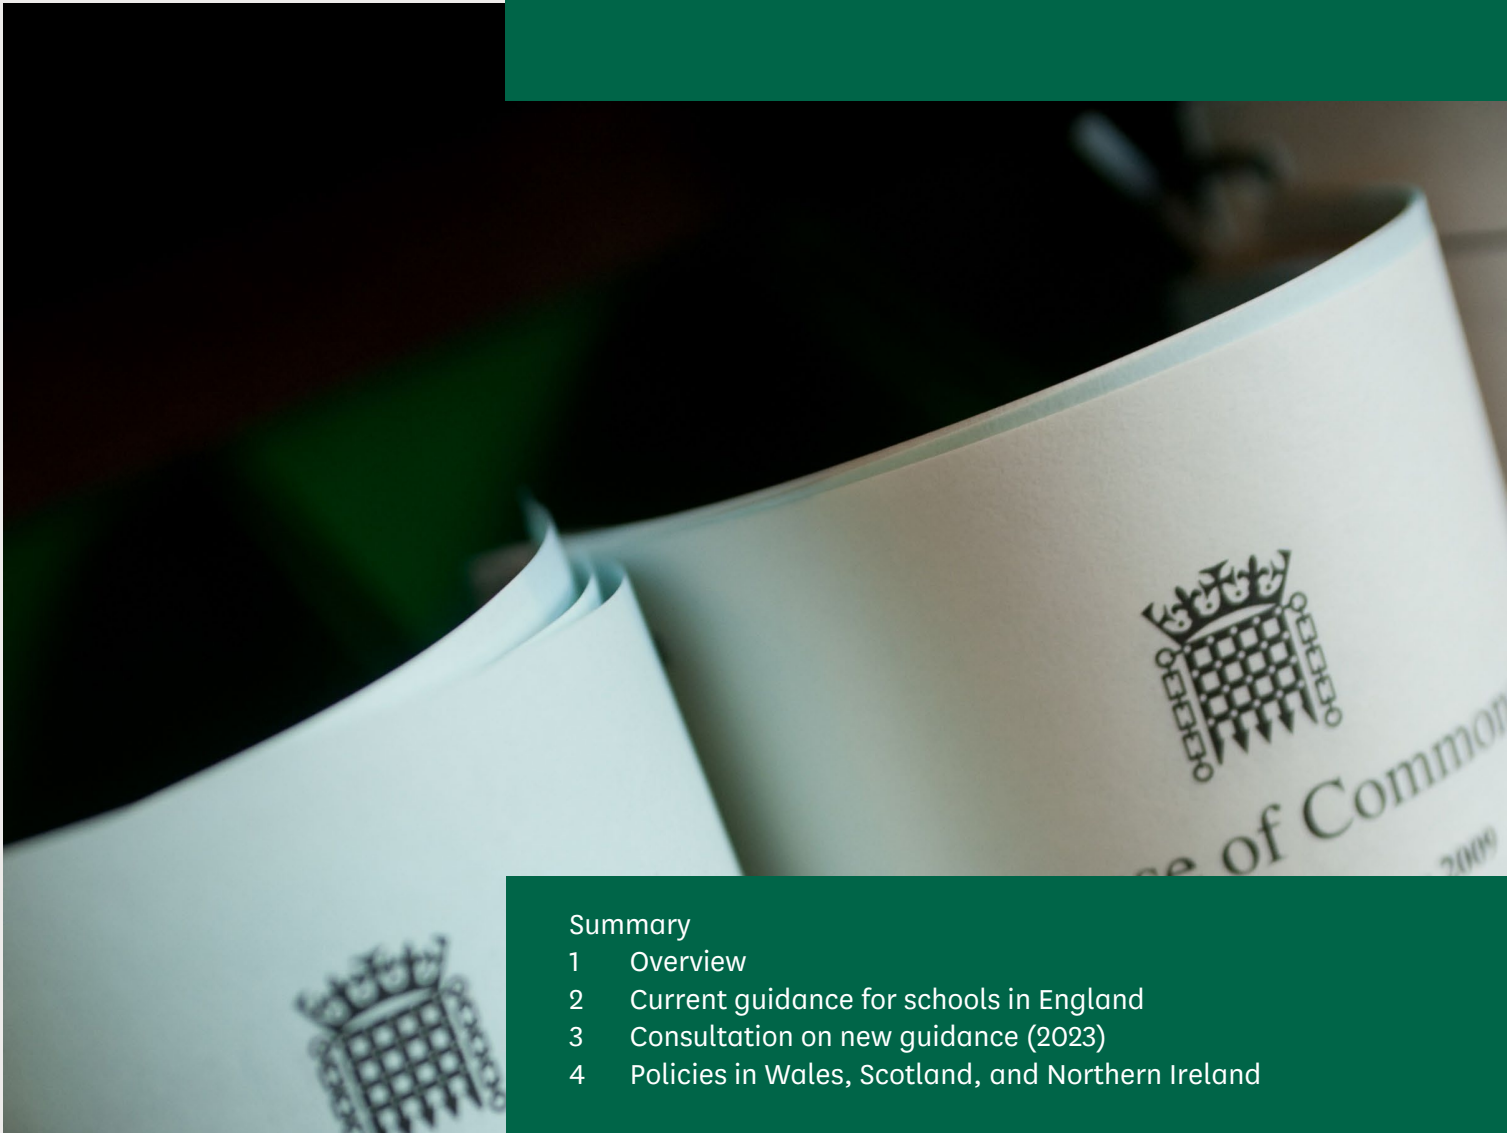 of Common
2009
Summary
1 Overview
2 Current guidance for schools in England
3 Consultation on new guidance (2023)
4 Policies in Wales, Scotland, and Northern Ireland